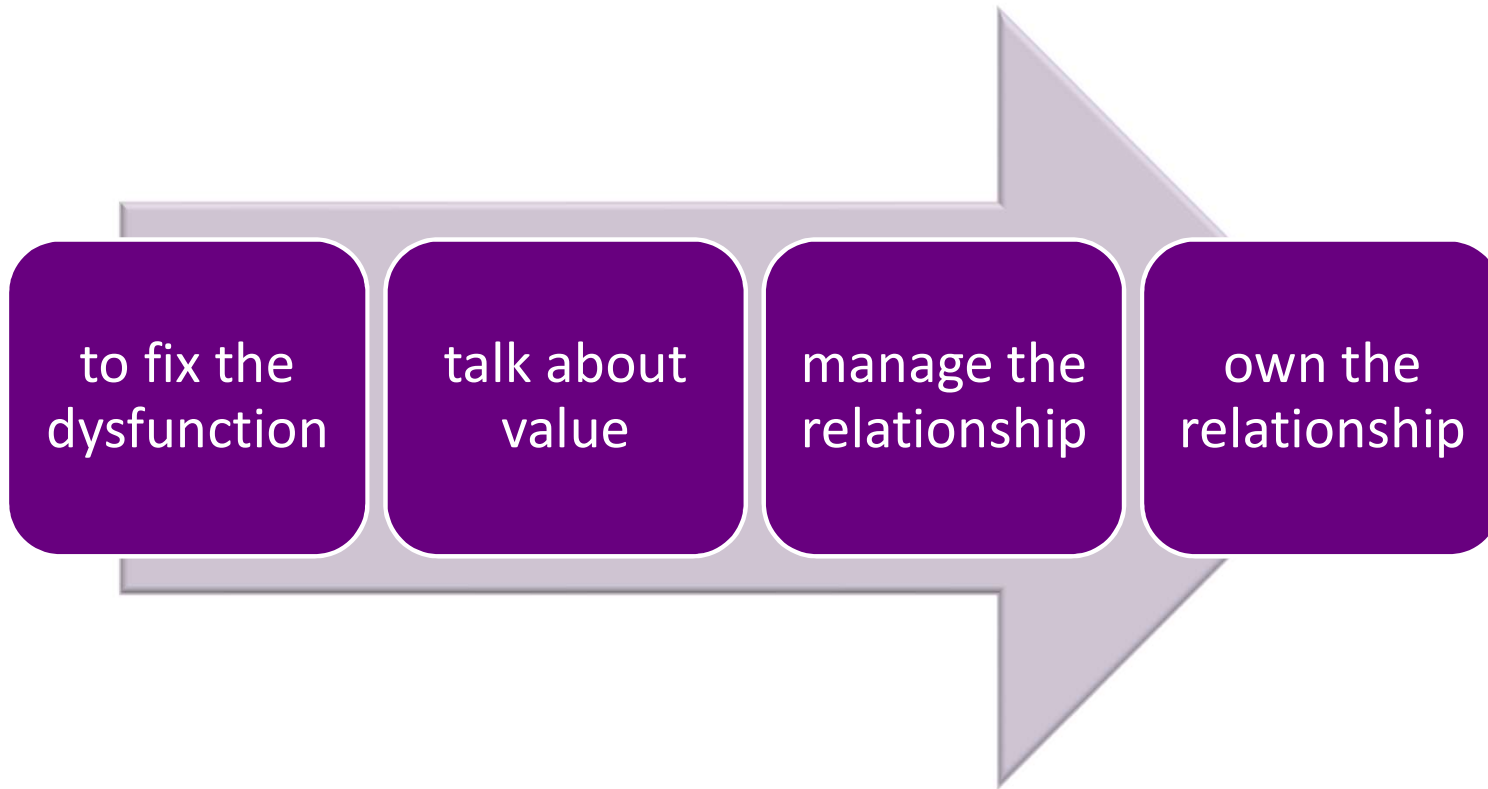 to fix the
dysfunction
talk about
value
manage the
relationship
own the
relationship